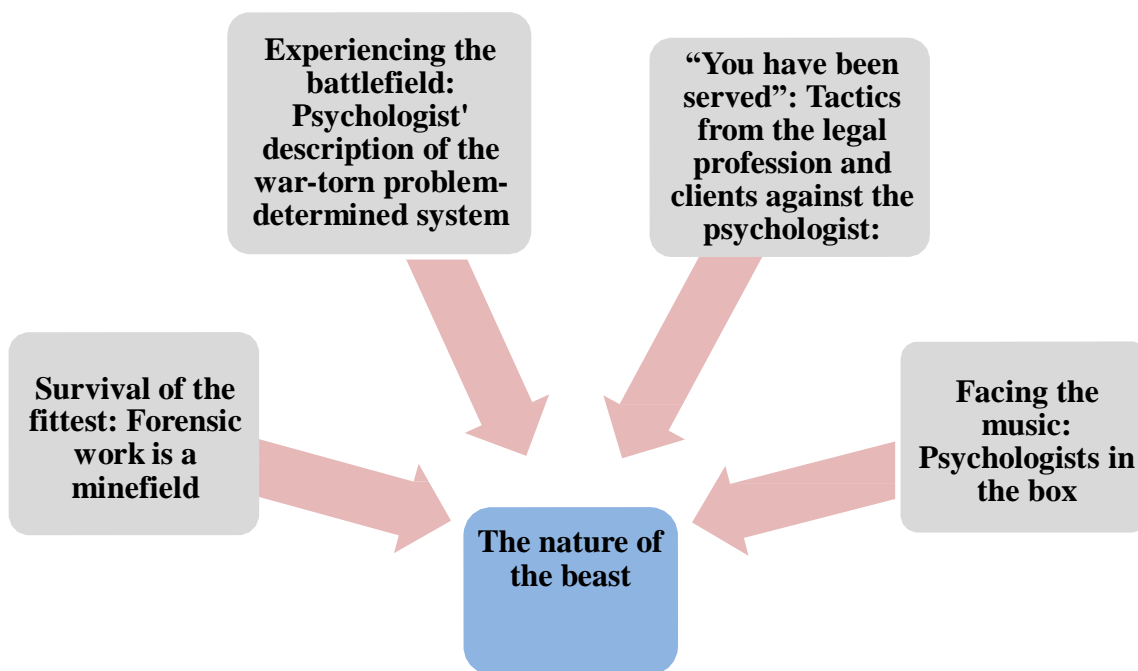 Experiencing the
battlefield:
Psychologist'
description of the
war-torn problem-
determined system
“You have been
served”: Tactics
from the legal
profession and
clients against the
psychologist:
Survival of the
fittest: Forensic
work is a
minefield
Facing the
music:
Psychologists in
the box
The nature of
the beast